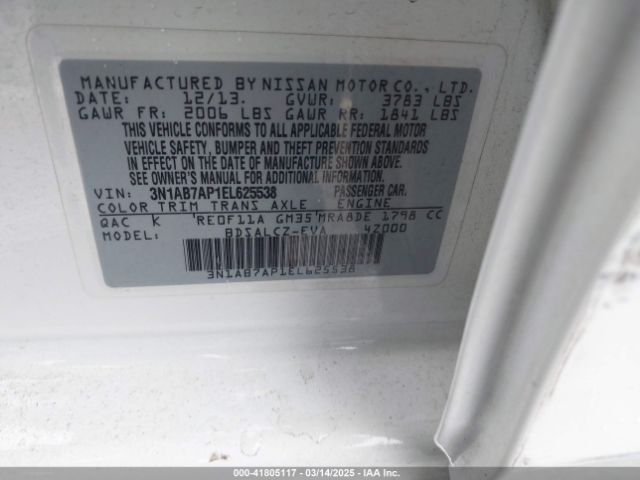 MANUFACTURED BY NISSAN MOTOR CO., LTD.
DATE: 12/13. GVWR: 3783 LBS
GAWR FR: 2006 LBS GAWR RR: 1841 LBS
THIS VEHICLE CONFORMS TO ALL APPLICABLE FEDERAL MOTOR
VEHICLE SAFETY, BUMPER AND THEFT PREVENTION STANDARDS
IN EFFECT ON THE DATE OF MANUFACTURE SHOWN ABOVE.
SEE OWNERS MANUAL FOR ADDITIONAL INFORMATION.
VIN: 3N1AB7AP1EL625538 PASSENGER CAR.
COLOR TRIM TRANS AXLE ENGINE
QAC K RE0F11A GM35 MRA8DE 1798 CC
MODEL BDSALCZ-EVA 4Z000
3N1AB7AP1EL625538
000-41805117 - 03/14/2025 - IAA Inc.